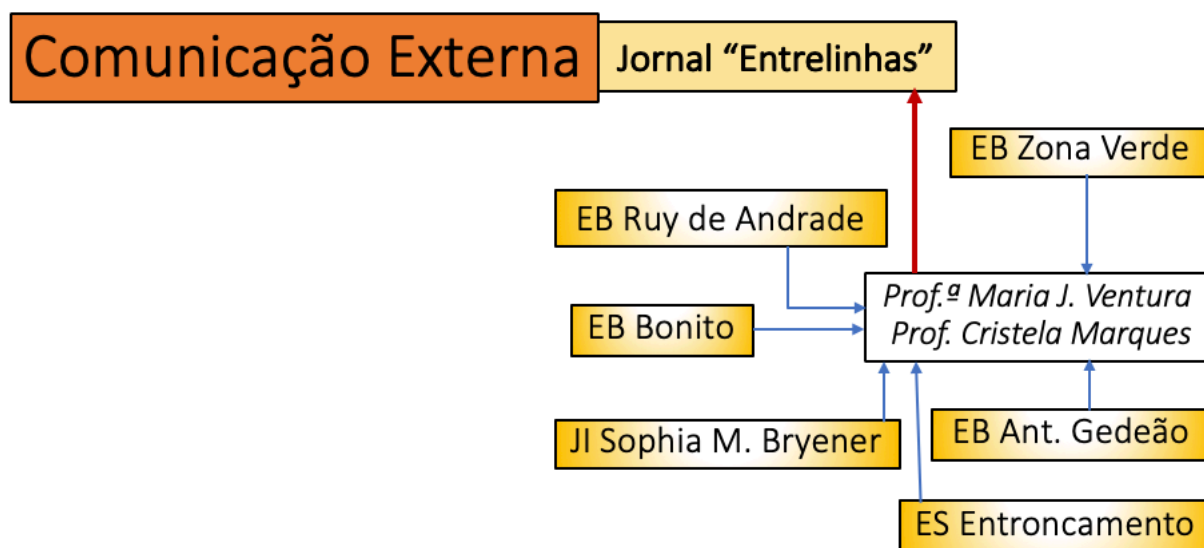 Comunicação Externa
Jornal “Entrelinhas”
EB Zona Verde
EB Ruy de Andrade
Prof.ª Maria J. Ventura
Prof. Cristela Marques
EB Bonito
JI Sophia M. Bryener
EB Ant. Gedeão
ES Entroncamento